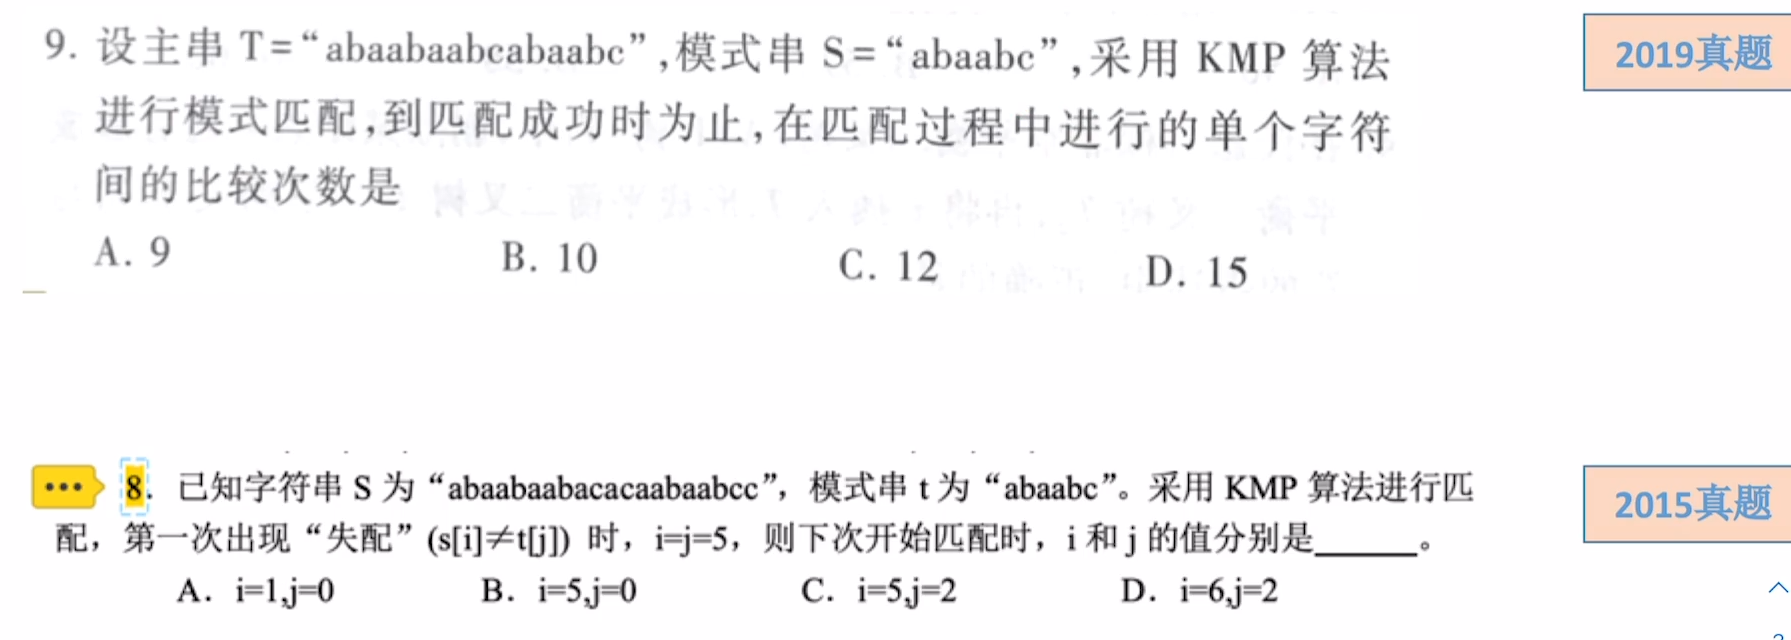 9. 设主串 T=“abaabaabcabaabc”,模式串 S=“abaabc”,采用 KMP 算法
2019真题
进行模式匹配,到匹配成功时为止,在匹配过程中进行的单个字符
间的比较次数是
A. 9 B. 10 C. 12 D. 15
8. 已知字符串 S 为“abaabaabacacaabaabcc”，模式串 t 为“abaabc”。采用 KMP 算法进行匹
2015真题
配，第一次出现“失配”(s[i]≠t[j]) 时，i=j=5，则下次开始匹配时，i 和 j 的值分别是______。
A. i=1,j=0 B. i=5,j=0 C. i=5,j=2 D. i=6,j=2